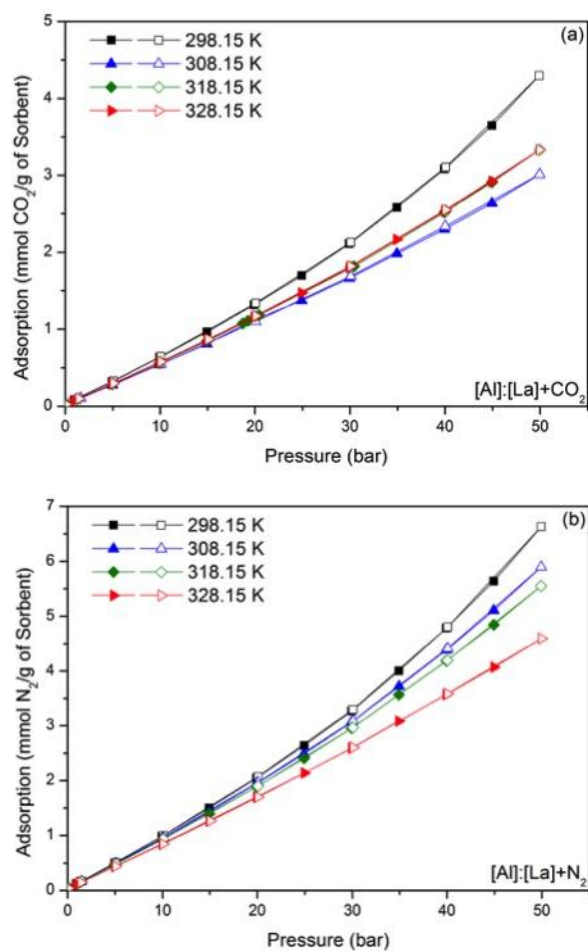 (a)
298.15 K
308.15 K
318.15 K
328.15 K
5
4
3
2
1
0
Adsorption (mmol CO₂/g of Sorbent)
[Al]:[La]+CO₂
0 10 20 30 40 50
Pressure (bar)
(b)
298.15 K
308.15 K
318.15 K
328.15 K
7
6
5
4
3
2
1
0
Adsorption (mmol N₂/g of Sorbent)
[Al]:[La]+N₂
0 10 20 30 40 50
Pressure (bar)